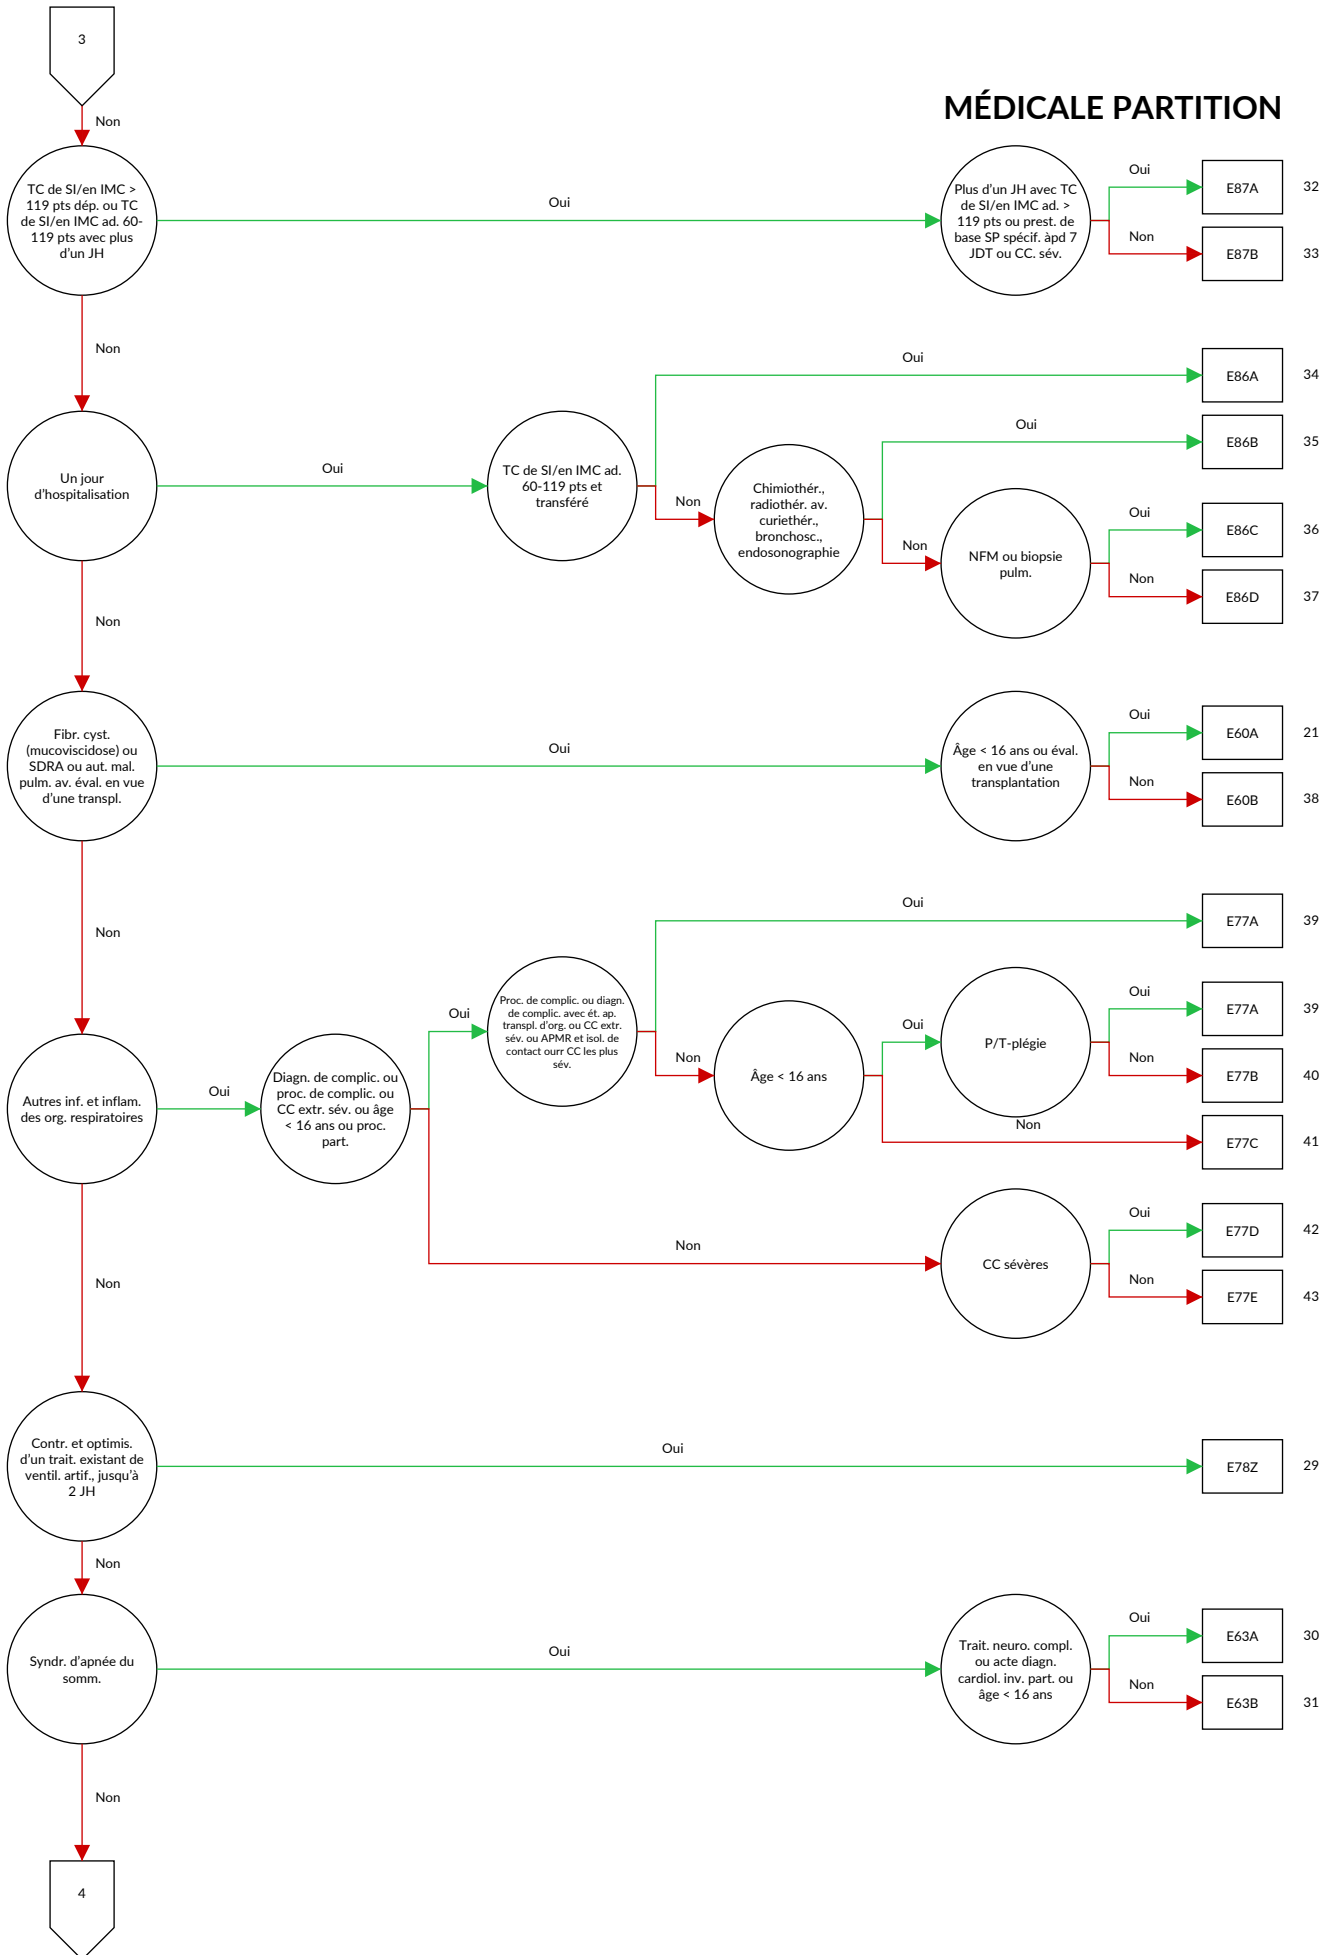 3
MÉDICALE PARTITION
Non
TC de SI/en IMC >
119 pts dép. ou TC
de SI/en IMC ad. 60-
119 pts avec plus
d'un JH
Oui
Plus d'un JH avec TC
de SI/en IMC ad. >
119 pts ou prest. de
base SP spécif. àpd 7
JDT ou CC. sév.
Oui
E87A
32
Non
E87B
33
Non
Un jour
d'hospitalisation
Oui
TC de SI/en IMC ad.
60-119 pts et
transféré
Oui
E86A
34
Non
Chimiothér.,
radiothér. av.
curiethér.,
bronchosc.,
endosonographie
Oui
E86B
35
Non
NFM ou biopsie
pulm.
Oui
E86C
36
Non
E86D
37
Non
Fibr. cyst.
(mucoviscidose) ou
SDRA ou aut. mal.
pulm. av. éval. en vue
d'une transpl.
Oui
Âge < 16 ans ou éval.
en vue d'une
transplantation
Oui
E60A
21
Non
E60B
38
Non
Autres inf. et inflam.
des org. respiratoires
Oui
Diagn. de complic. ou
proc. de complic. ou
CC extr. sév. ou âge
< 16 ans ou proc.
part.
Oui
Proc. de complic. ou diagn.
de complic. avec ét. ap.
transpl. d'org. ou CC extr.
sév. ou APMR et isol. de
contact ourr CC les plus
sév.
Oui
E77A
39
Non
Âge < 16 ans
Oui
P/T-plégie
Oui
E77A
39
Non
E77B
40
Non
E77C
41
Non
CC sévères
Oui
E77D
42
Non
E77E
43
Non
Contr. et optimis.
d'un trait. existant de
ventil. artif., jusqu'à
2 JH
Oui
E78Z
29
Non
Syndr. d'apnée du
somm.
Oui
Trait. neuro. compl.
ou acte diagn.
cardiol. inv. part. ou
âge < 16 ans
Oui
E63A
30
Non
E63B
31
Non
4